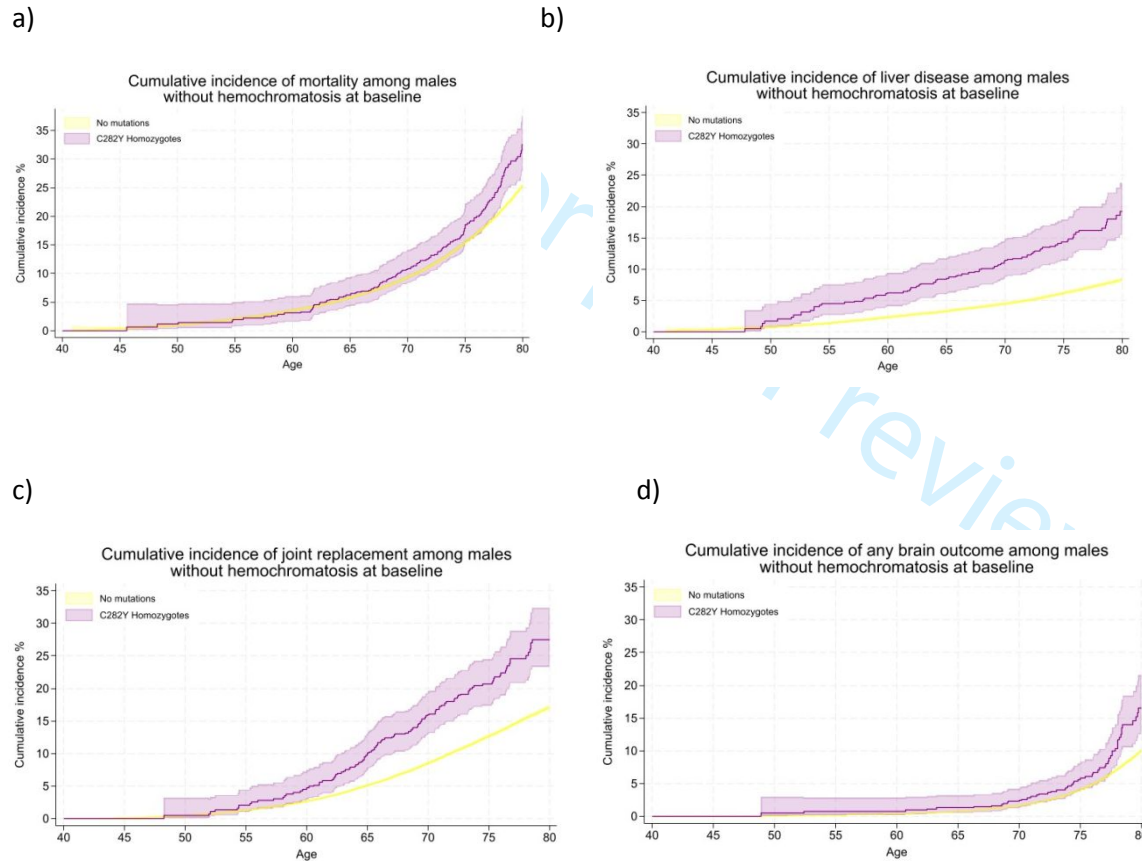 a)
b)
Cumulative incidence of mortality among males
without hemochromatosis at baseline
No mutations
C282Y Homozygotes
Cumulative incidence %
35
30
25
20
15
10
5
0
40 45 50 55 60 65 70 75 80
Age
Cumulative incidence of liver disease among males
without hemochromatosis at baseline
No mutations
C282Y Homozygotes
Cumulative incidence %
35
30
25
20
15
10
5
0
40 45 50 55 60 65 70 75 80
Age
review
c)
d)
Cumulative incidence of joint replacement among males
without hemochromatosis at baseline
No mutations
C282Y Homozygotes
Cumulative incidence %
35
30
25
20
15
10
5
0
40 45 50 55 60 65 70 75 80
Age
Cumulative incidence of any brain outcome among males
without hemochromatosis at baseline
No mutations
C282Y Homozygotes
Cumulative incidence %
35
30
25
20
15
10
5
0
40 45 50 55 60 65 70 75 80
Age